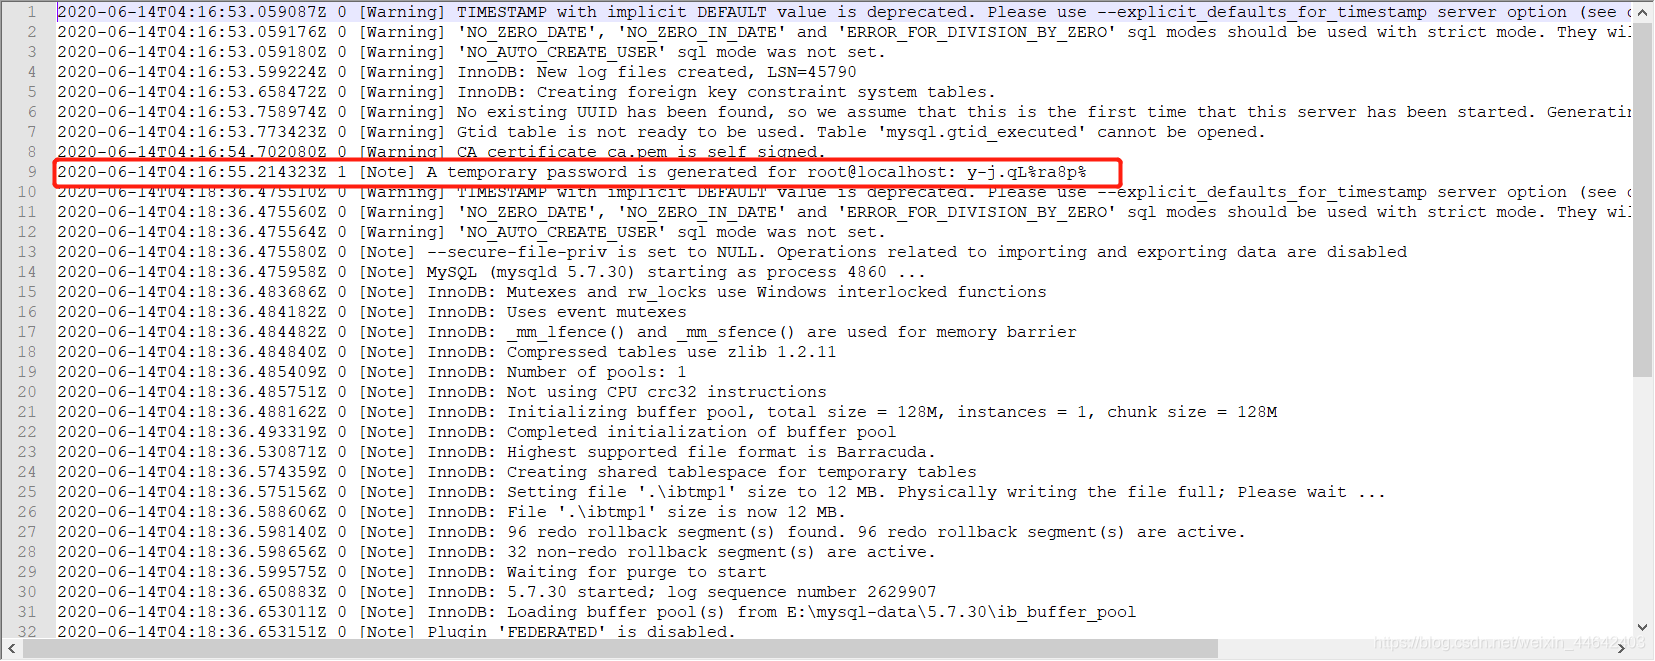 1 2020-06-14T04:16:53.059087Z 0 [Warning] TIMESTAMP with implicit DEFAULT value is deprecated. Please use --explicit_defaults_for_timestamp server option (see
2 2020-06-14T04:16:53.059176Z 0 [Warning] 'NO_ZERO_DATE', 'NO_ZERO_IN_DATE' and 'ERROR_FOR_DIVISION_BY_ZERO' sql modes should be used with strict mode. They wil
3 2020-06-14T04:16:53.059180Z 0 [Warning] 'NO_AUTO_CREATE_USER' sql mode was not set.
4 2020-06-14T04:16:53.599224Z 0 [Warning] InnoDB: New log files created, LSN=45790
5 2020-06-14T04:16:53.658472Z 0 [Warning] InnoDB: Creating foreign key constraint system tables.
6 2020-06-14T04:16:53.758974Z 0 [Warning] No existing UUID has been found, so we assume that this is the first time that this server has been started. Generatin
7 2020-06-14T04:16:53.773423Z 0 [Warning] Gtid table is not ready to be used. Table 'mysql.gtid_executed' cannot be opened.
8 2020-06-14T04:16:54.702080Z 0 [Warning] CA certificate ca.pem is self signed.
9 2020-06-14T04:16:55.214323Z 1 [Note] A temporary password is generated for root@localhost: y-j.qL%ra8p%
10 2020-06-14T04:18:36.475510Z 0 [Warning] TIMESTAMP with implicit DEFAULT value is deprecated. Please use --explicit_defaults_for_timestamp server option (see
11 2020-06-14T04:18:36.475560Z 0 [Warning] 'NO_ZERO_DATE', 'NO_ZERO_IN_DATE' and 'ERROR_FOR_DIVISION_BY_ZERO' sql modes should be used with strict mode. They wil
12 2020-06-14T04:18:36.475564Z 0 [Warning] 'NO_AUTO_CREATE_USER' sql mode was not set.
13 2020-06-14T04:18:36.475580Z 0 [Note] --secure-file-priv is set to NULL. Operations related to importing and exporting data are disabled
14 2020-06-14T04:18:36.475958Z 0 [Note] MySQL (mysqld 5.7.30) starting as process 4860 ...
15 2020-06-14T04:18:36.483686Z 0 [Note] InnoDB: Mutexes and rw_locks use Windows interlocked functions
16 2020-06-14T04:18:36.484182Z 0 [Note] InnoDB: Uses event mutexes
17 2020-06-14T04:18:36.484482Z 0 [Note] InnoDB: _mm_lfence() and _mm_sfence() are used for memory barrier
18 2020-06-14T04:18:36.484840Z 0 [Note] InnoDB: Compressed tables use zlib 1.2.11
19 2020-06-14T04:18:36.485409Z 0 [Note] InnoDB: Number of pools: 1
20 2020-06-14T04:18:36.485751Z 0 [Note] InnoDB: Not using CPU crc32 instructions
21 2020-06-14T04:18:36.488162Z 0 [Note] InnoDB: Initializing buffer pool, total size = 128M, instances = 1, chunk size = 128M
22 2020-06-14T04:18:36.493319Z 0 [Note] InnoDB: Completed initialization of buffer pool
23 2020-06-14T04:18:36.530871Z 0 [Note] InnoDB: Highest supported file format is Barracuda.
24 2020-06-14T04:18:36.574359Z 0 [Note] InnoDB: Creating shared tablespace for temporary tables
25 2020-06-14T04:18:36.575156Z 0 [Note] InnoDB: Setting file '.\ibtmp1' size to 12 MB. Physically writing the file full; Please wait ...
26 2020-06-14T04:18:36.588606Z 0 [Note] InnoDB: File '.\ibtmp1' size is now 12 MB.
27 2020-06-14T04:18:36.598140Z 0 [Note] InnoDB: 96 redo rollback segment(s) found. 96 redo rollback segment(s) are active.
28 2020-06-14T04:18:36.598656Z 0 [Note] InnoDB: 32 non-redo rollback segment(s) are active.
29 2020-06-14T04:18:36.599575Z 0 [Note] InnoDB: Waiting for purge to start
30 2020-06-14T04:18:36.650883Z 0 [Note] InnoDB: 5.7.30 started; log sequence number 2629907
31 2020-06-14T04:18:36.653011Z 0 [Note] InnoDB: Loading buffer pool(s) from E:\mysql-data\5.7.30\ib_buffer_pool
32 2020-06-14T04:18:36.653151Z 0 [Note] Plugin 'FEDERATED' is disabled.
https://blog.csdn.net/weixin_44642403